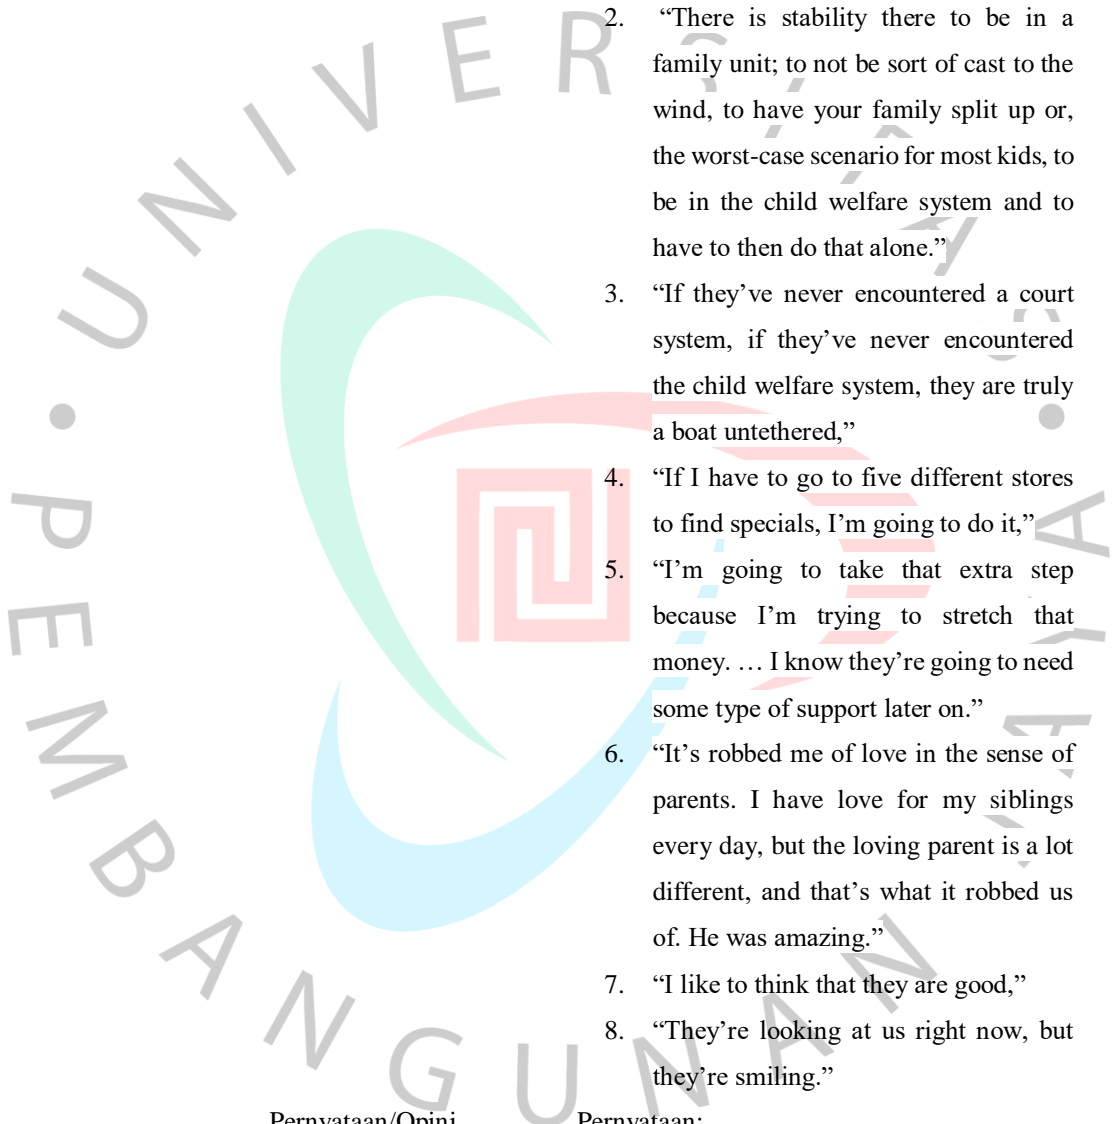 2. “There is stability there to be in a
family unit; to not be sort of cast to the
wind, to have your family split up or,
the worst-case scenario for most kids, to
be in the child welfare system and to
have to then do that alone.”
3. “If they’ve never encountered a court
system, if they’ve never encountered
the child welfare system, they are truly
a boat untethered,”
4. “If I have to go to five different stores
to find specials, I’m going to do it,”
5. “I’m going to take that extra step
because I’m trying to stretch that
money. … I know they’re going to need
some type of support later on.”
6. “It’s robbed me of love in the sense of
parents. I have love for my siblings
every day, but the loving parent is a lot
different, and that’s what it robbed us
of. He was amazing.”
7. “I like to think that they are good,”
8. “They’re looking at us right now, but
they’re smiling.”
Pernyataan/Opini Pernyataan:
UNIVERSITAS
• PEMBANGUNAN JAYA •